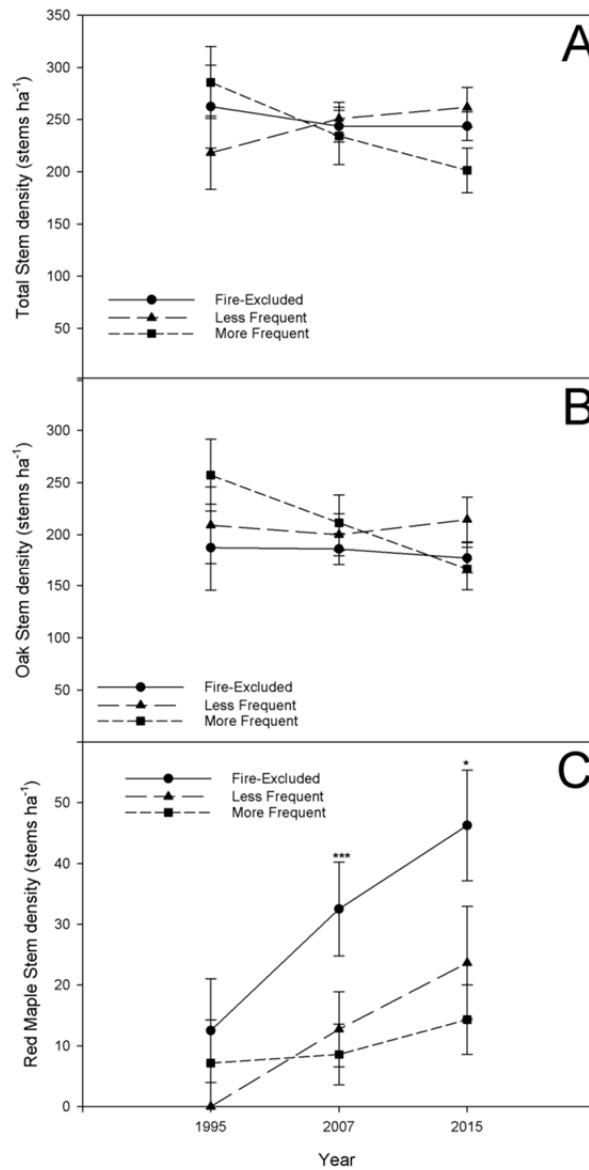 A
350
300
250
200
150
100
50
Total Stem density (stems ha⁻¹)
Fire-Excluded
Less Frequent
More Frequent
B
300
250
200
150
100
50
Oak Stem density (stems ha⁻¹)
Fire-Excluded
Less Frequent
More Frequent
C
50
40
30
20
10
0
Red Maple Stem density (stems ha⁻¹)
Fire-Excluded
Less Frequent
More Frequent
***
*
1995 2007 2015
Year